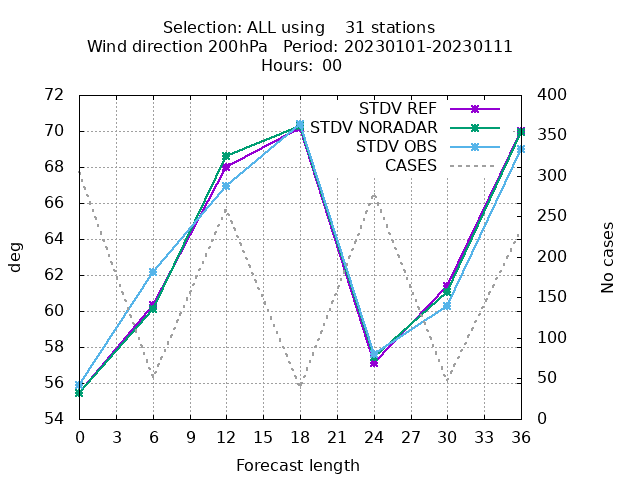 Selection: ALL using    31 stations
Wind direction 200hPa   Period: 20230101-20230111
Hours: 00
72
70
68
66
64
62
60
58
56
54
deg
STDV REF
STDV NORADAR
STDV OBS
CASES
400
350
300
250
200
150
100
50
0
No cases
0 3 6 9 12 15 18 21 24 27 30 33 36
Forecast length